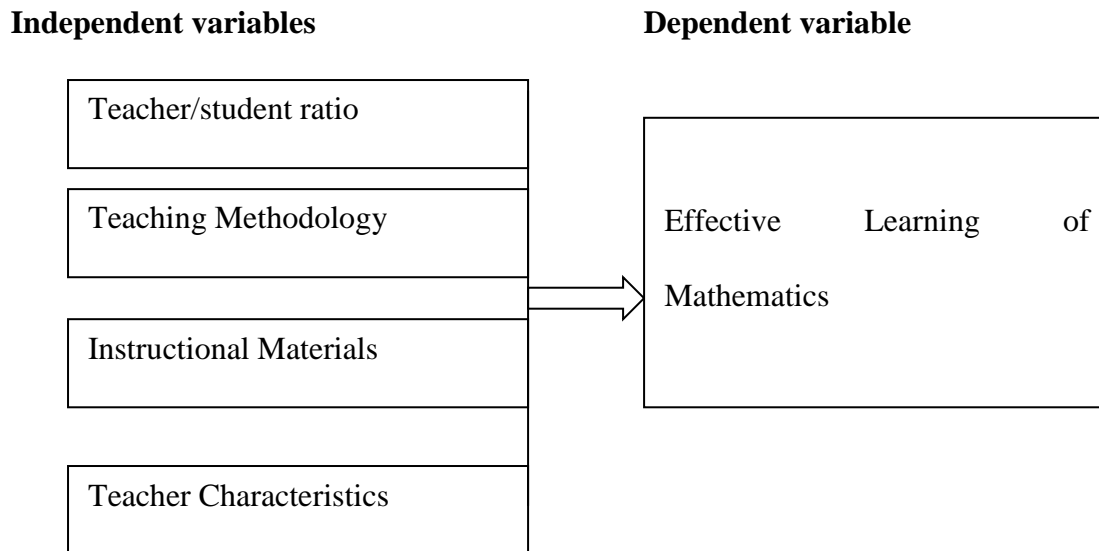 Independent variables
Dependent variable
Teacher/student ratio
Teaching Methodology
Instructional Materials
Teacher Characteristics
Effective Learning of
Mathematics